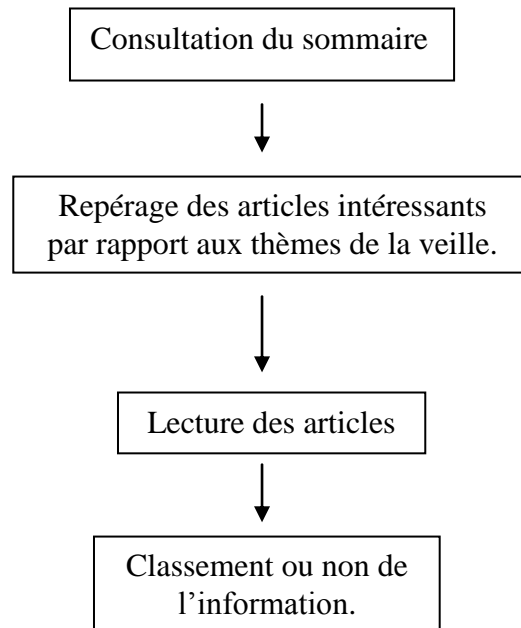 Consultation du sommaire
Repérage des articles intéressants
par rapport aux thèmes de la veille.
Lecture des articles
Classement ou non de
l’information.